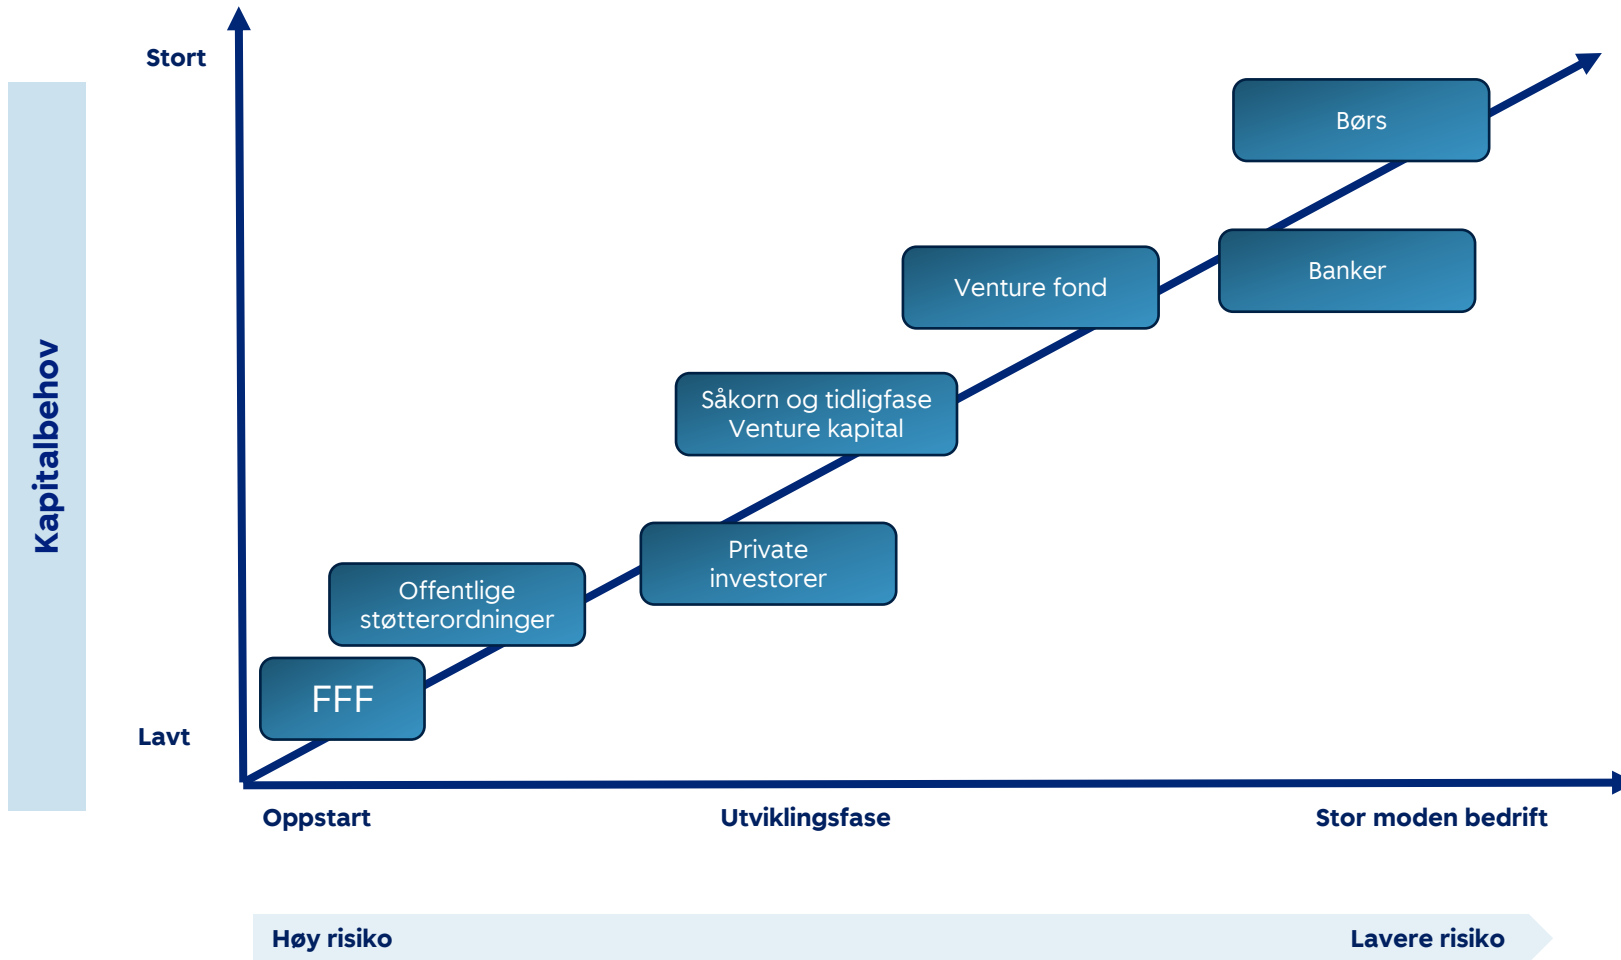 Stort
Kapitalbehov
Børs
Banker
Venture fond
Såkorn og tidligfase
Venture kapital
Private
investorer
Offentlige
støtterordninger
FFF
Lavt
Oppstart
Utviklingsfase
Stor moden bedrift
Høy risiko
Lavere risiko